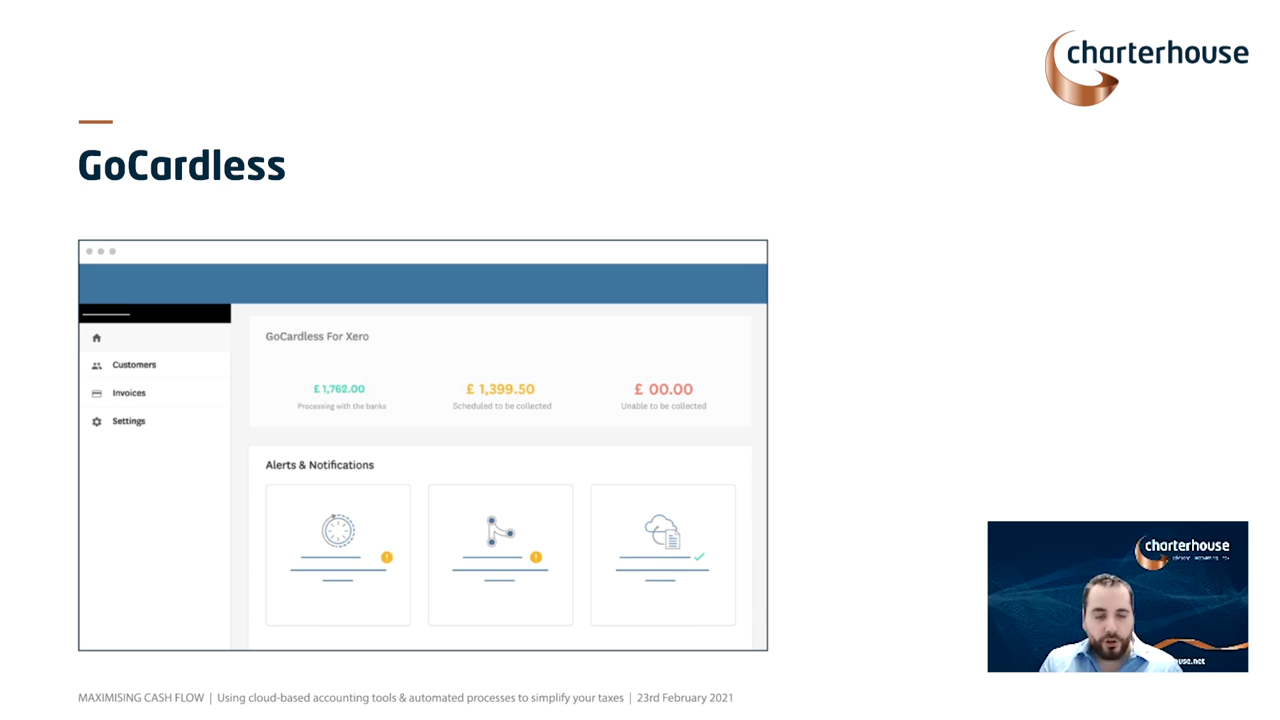 charterhouse
GoCardless
GoCardless For Xero
£ 1,762.00
Processing with the banks
£ 1,399.50
Scheduled to be collected
£ 00.00
Unable to be collected
Customers
Invoices
Settings
Alerts & Notifications
charterhouse
MAXIMISING CASH FLOW | Using cloud-based accounting tools & automated processes to simplify your taxes | 23rd February 2021